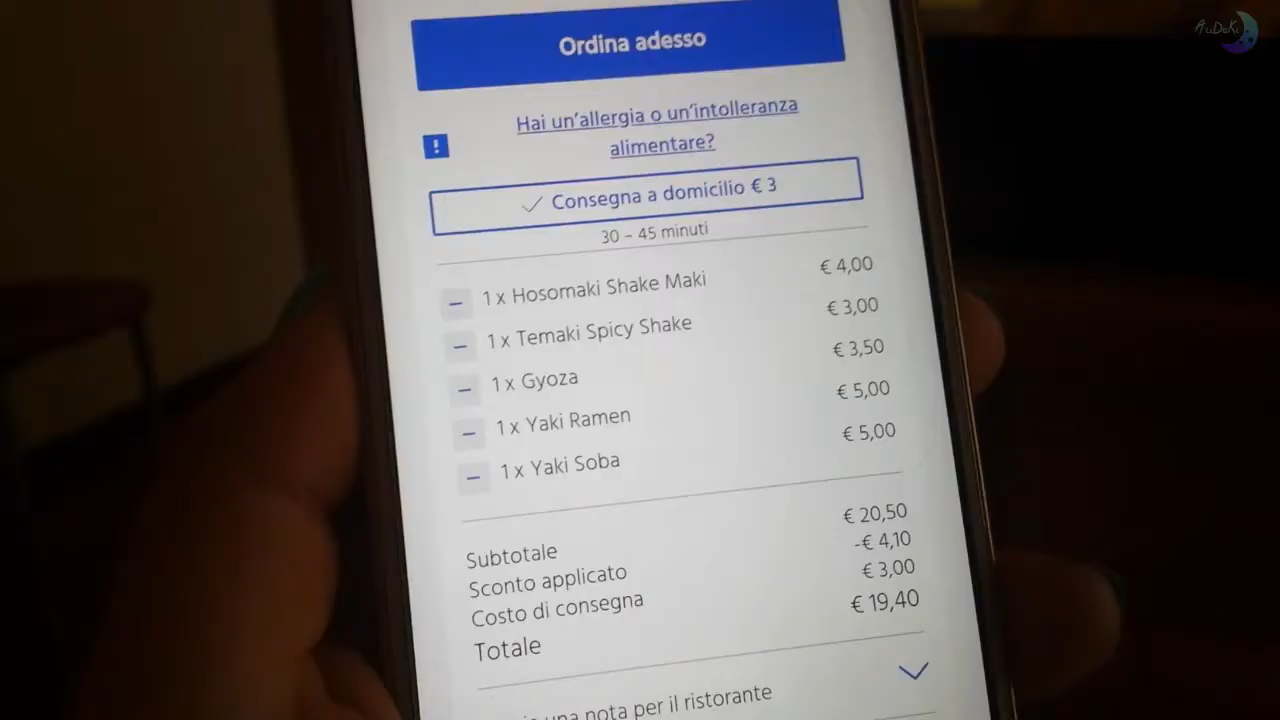 AuDoKi
Ordina adesso
Hai un'allergia o un'intolleranza
alimentare?
Consegna a domicilio € 3
30 – 45 minuti
1 x Hosomaki Shake Maki € 4,00
1 x Temaki Spicy Shake € 3,00
1 x Gyoza € 3,50
1 x Yaki Ramen € 5,00
1 x Yaki Soba € 5,00
Subtotale € 20,50
Sconto applicato -€ 4,10
Costo di consegna € 3,00
Totale € 19,40
una nota per il ristorante